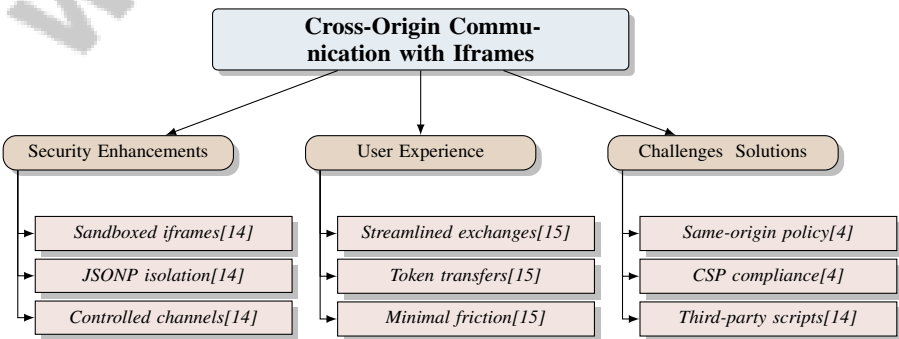 Cross-Origin Commu-
nication with Iframes
Security Enhancements
User Experience
Challenges Solutions
Sandboxed iframes[14]
Streamlined exchanges[15]
Same-origin policy[4]
JSONP isolation[14]
Token transfers[15]
CSP compliance[4]
Controlled channels[14]
Minimal friction[15]
Third-party scripts[14]